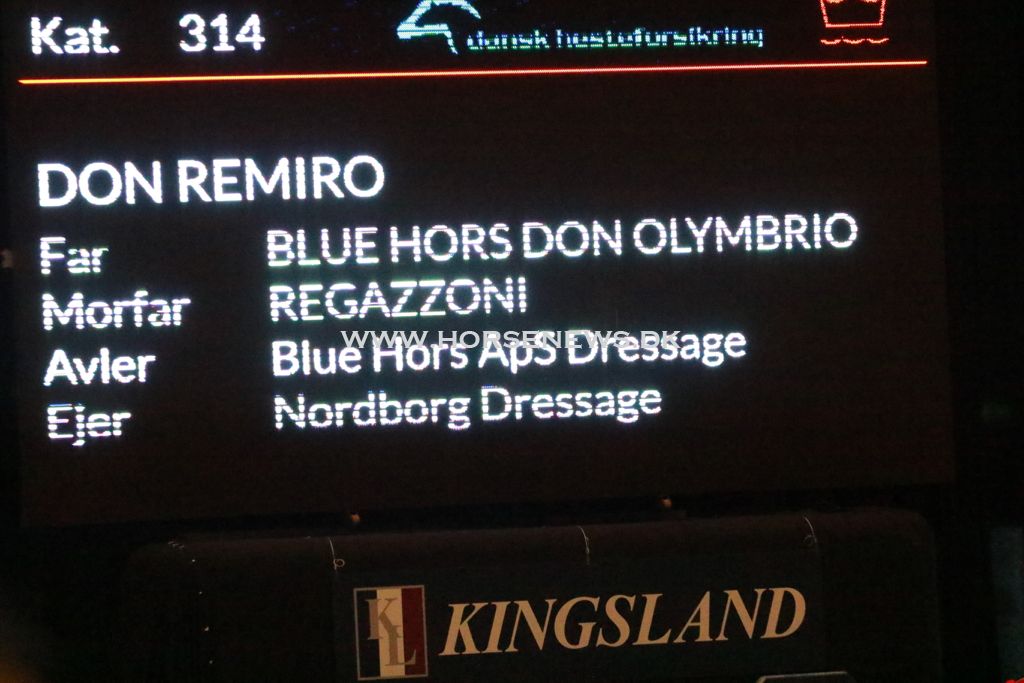 Kat. 314 dansk hesteforsikring
DON REMIRO
Far BLUE HORS DON OLYMBRIO
Morfar REGAZZONI
WWW.HORSENEWS.DK
Avler Blue Hors ApS Dressage
Ejer Nordborg Dressage
KL KINGSLAND